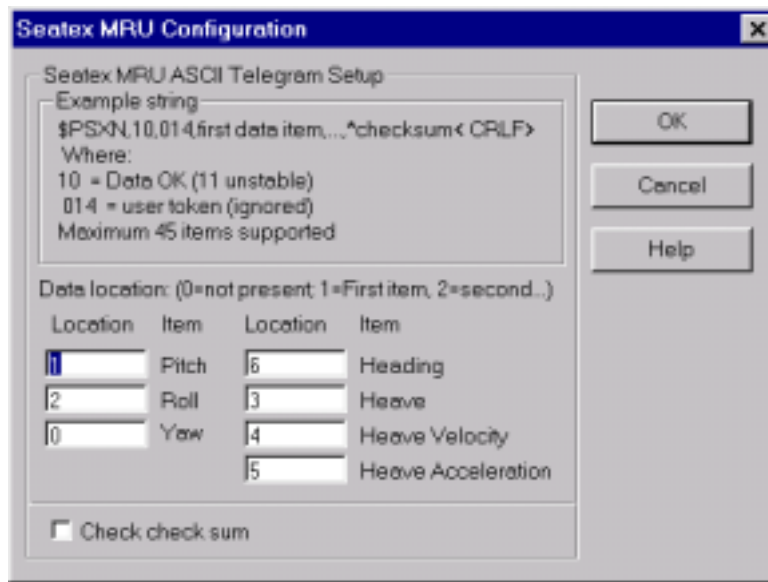 Seatex MRU Configuration
Seatex MRU ASCII Telegram Setup
Example string
$PSXN,10,014,first data item,...,*checksum< CRLF>
Where:
10 = Data OK (11 unstable)
014 = user token (ignored)
Maximum 45 items supported
OK
Cancel
Help
Data location: (0=not present; 1=First item, 2=second...)
Location Item Location Item
1 Pitch 6 Heading
2 Roll 3 Heave
0 Yaw 4 Heave Velocity
5 Heave Acceleration
Check check sum